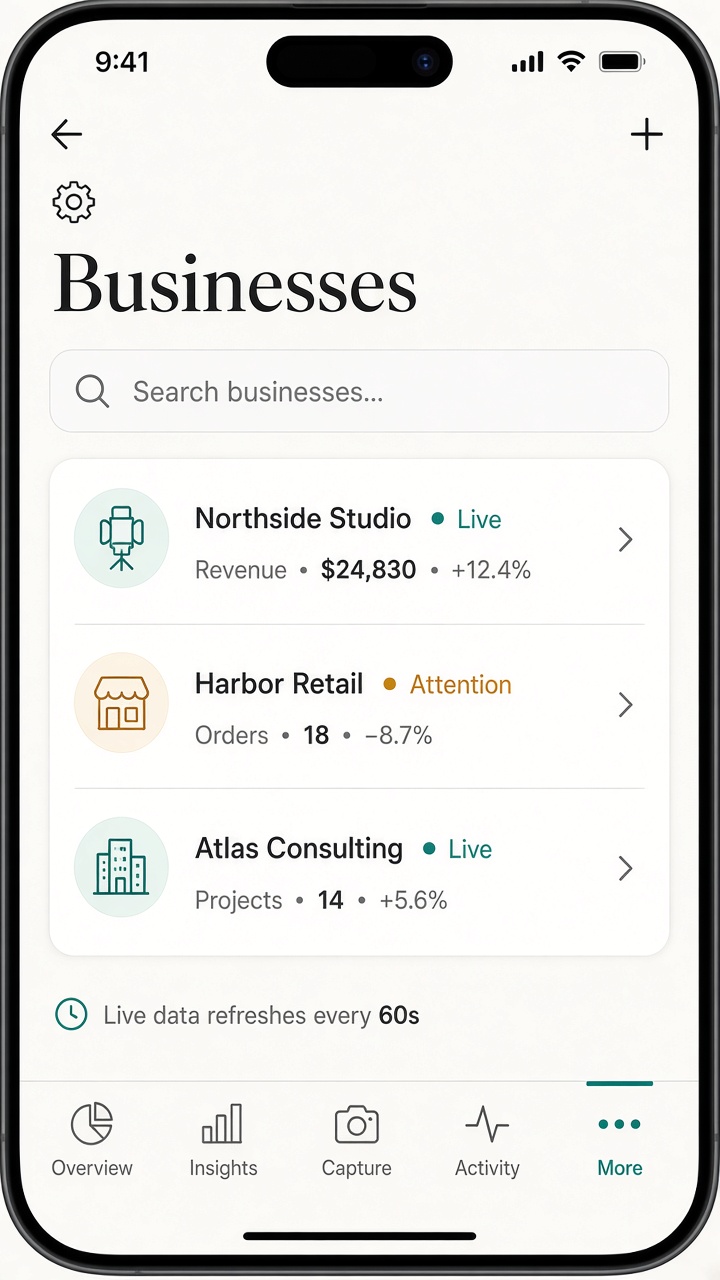 9:41
Businesses
Search businesses...
Northside Studio • Live
Revenue • $24,830 • +12.4%
Harbor Retail • Attention
Orders • 18 • −8.7%
Atlas Consulting • Live
Projects • 14 • +5.6%
Live data refreshes every 60s
Overview Insights Capture Activity More